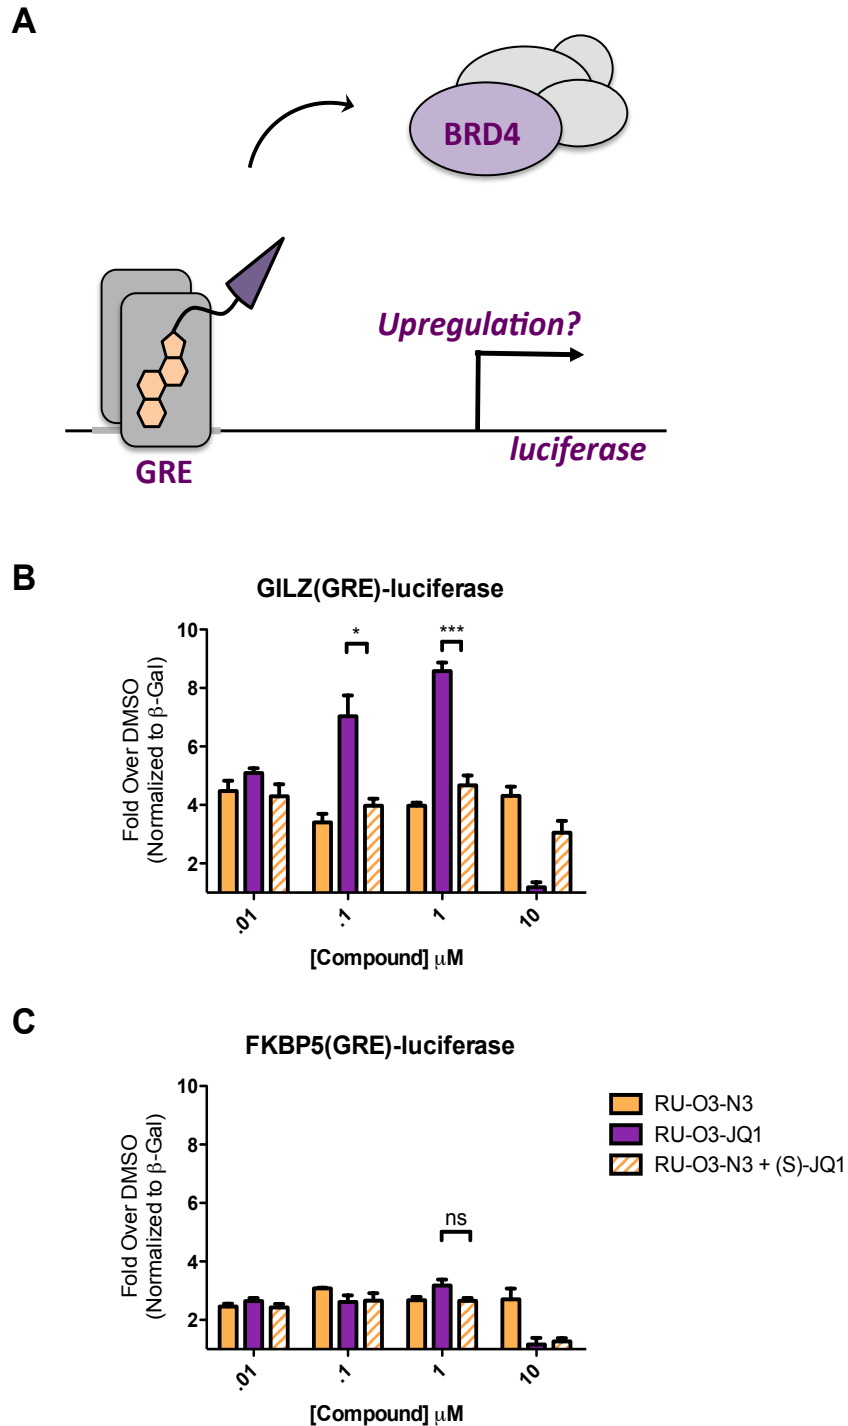 A
BRD4
Upregulation?
GRE
luciferase
B
GILZ(GRE)-luciferase
Fold Over DMSO
(Normalized to β-Gal)
10
8
6
4
2
*
***
.01
.1
1
10
[Compound] μM
C
FKBP5(GRE)-luciferase
Fold Over DMSO
(Normalized to β-Gal)
10
8
6
4
2
ns
.01
.1
1
10
[Compound] μM
RU-O3-N3
RU-O3-JQ1
RU-O3-N3 + (S)-JQ1